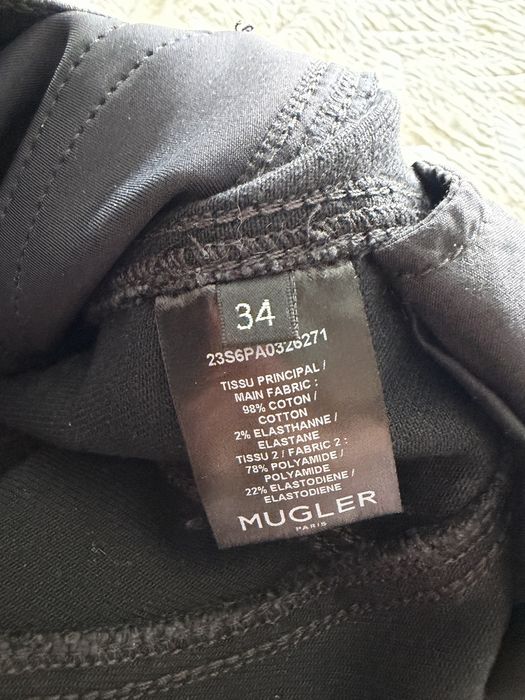 34
23S6PA0326271
TISSU PRINCIPAL /
MAIN FABRIC :
98% COTON /
COTTON
2% ELASTHANNE /
ELASTANE
TISSU 2 / FABRIC 2 :
78% POLYAMIDE /
POLYAMIDE
22% ELASTODIENE /
ELASTODIENE
MUGLER
PARIS